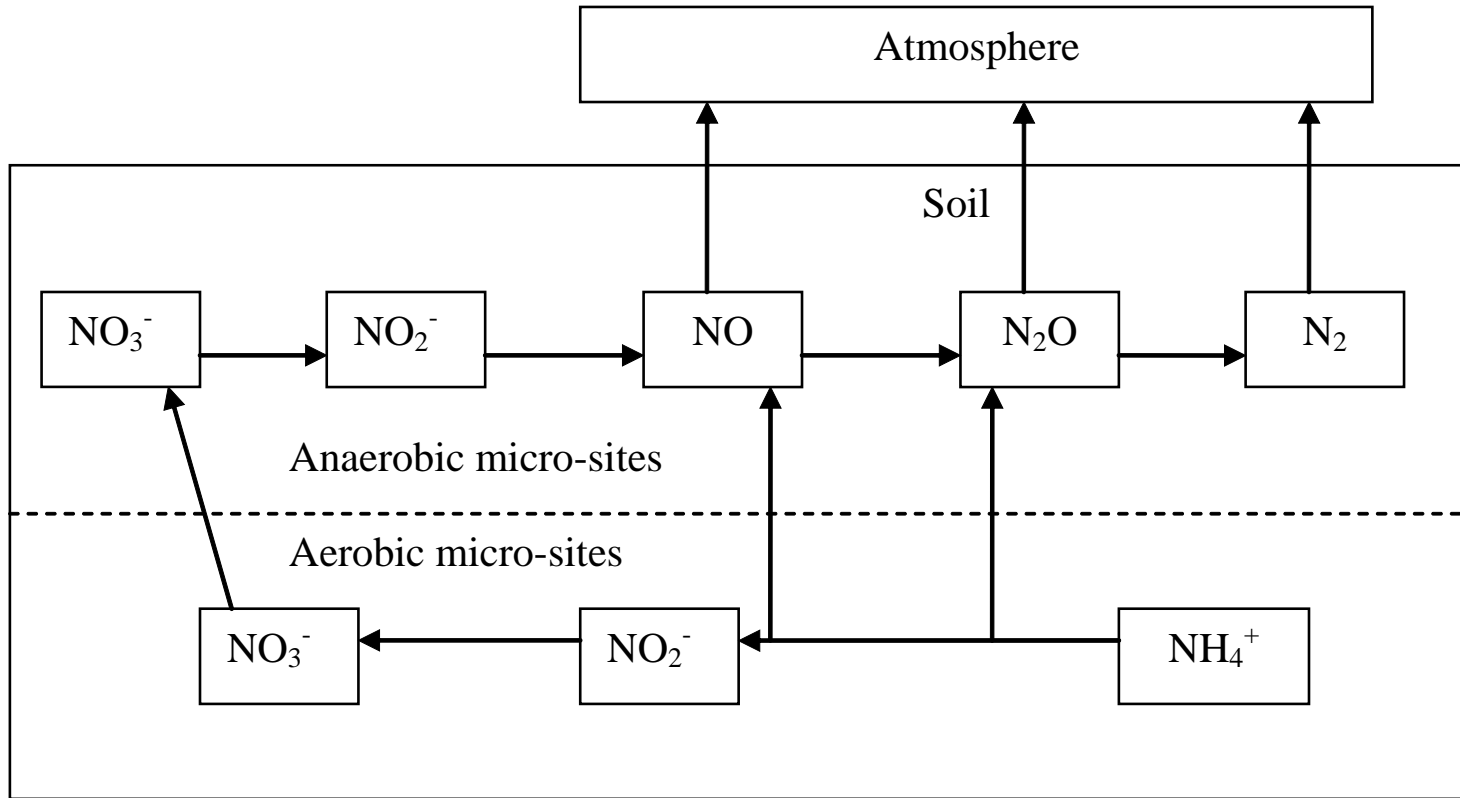 Atmosphere
Soil
NO₃⁻
NO₂⁻
NO
N₂O
N₂
Anaerobic micro-sites
Aerobic micro-sites
NO₃⁻
NO₂⁻
NH₄⁺